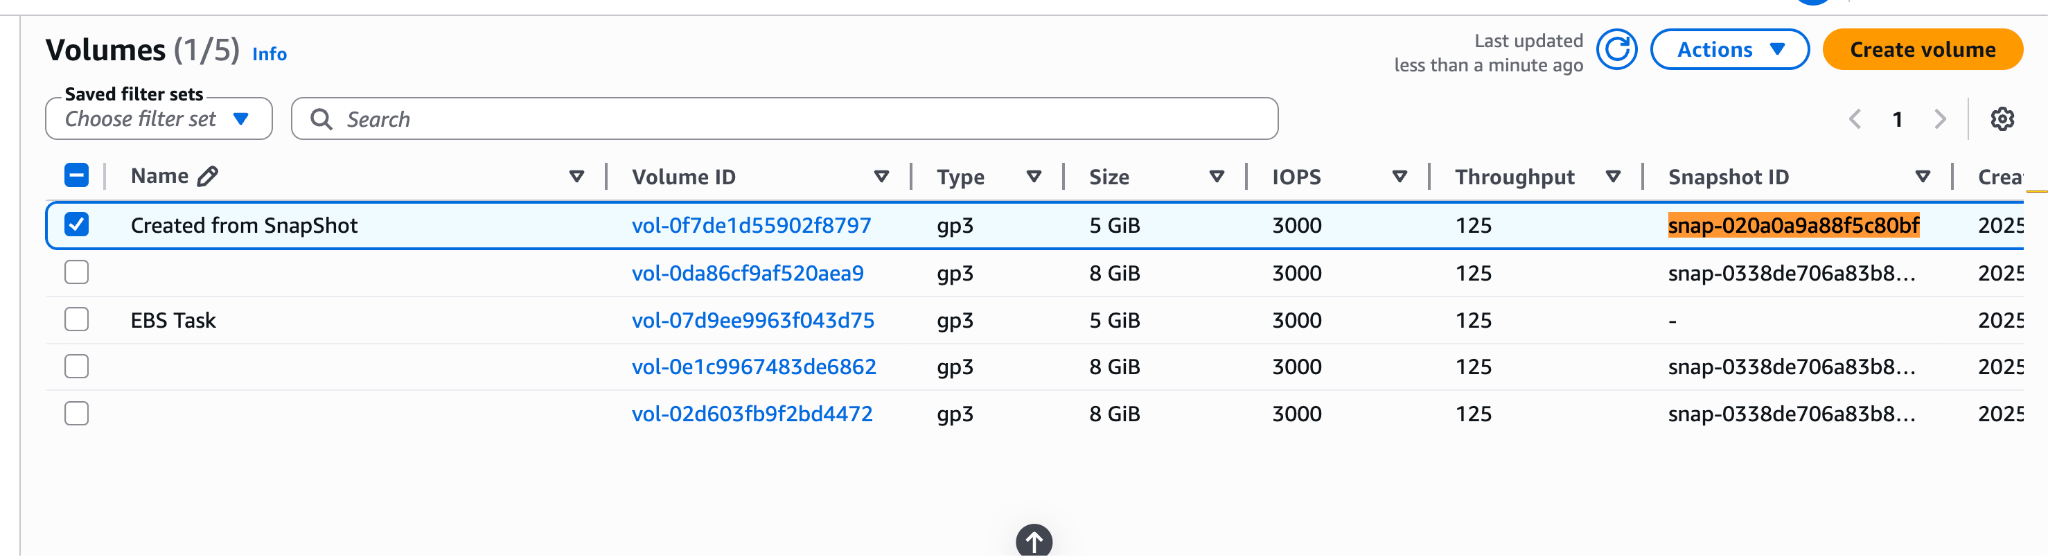 Volumes (1/5) Info
Last updated
less than a minute ago
Actions
Create volume
Saved filter sets
Choose filter set
Search
1
Name Volume ID Type Size IOPS Throughput Snapshot ID Crea
Created from SnapShot vol-0f7de1d55902f8797 gp3 5 GiB 3000 125 snap-020a0a9a88f5c80bf 2025
vol-0da86cf9af520aea9 gp3 8 GiB 3000 125 snap-0338de706a83b8... 2025
EBS Task vol-07d9ee9963f043d75 gp3 5 GiB 3000 125 - 2025
vol-0e1c9967483de6862 gp3 8 GiB 3000 125 snap-0338de706a83b8... 2025
vol-02d603fb9f2bd4472 gp3 8 GiB 3000 125 snap-0338de706a83b8... 2025